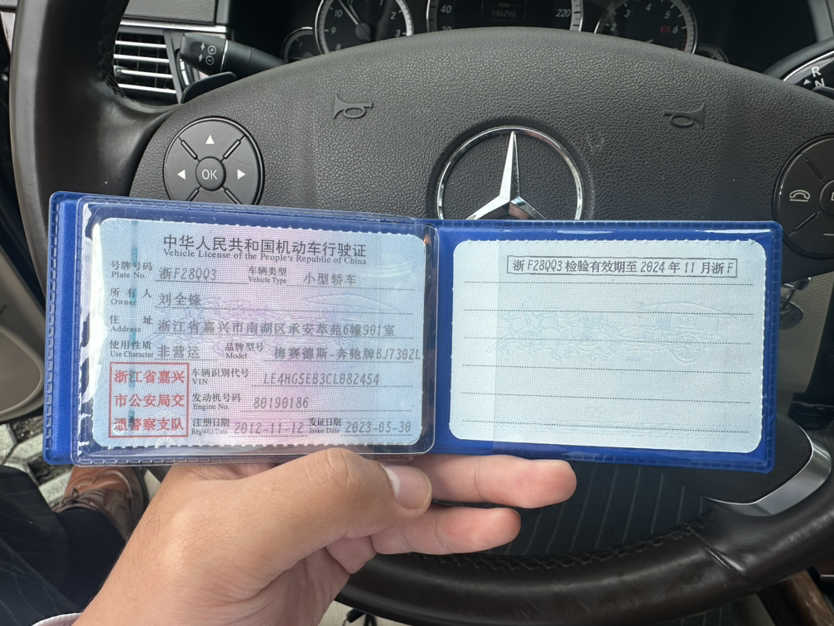 中华人民共和国机动车行驶证
Vehicle License of the People's Republic of China
号牌号码 浙F28QQ3 车辆类型 小型轿车
Plate No. Vehicle Type
所有人 刘全锋
Owner
住址 浙江省嘉兴市南湖区永安萃苑6幢901室
Address
使用性质 非营运 品牌型号 梅赛德斯-奔驰牌BJ7302L
Use Character Model
浙江省嘉兴
市公安局交
通警察支队
车辆识别代号 LE4HG5EB3CL082454
VIN
发动机号码 80190186
Engine No.
注册日期 2012-11-12 发证日期 2023-05-30
Register Date Issue Date
浙F28QQ3 检验有效期至 2024 年 11 月浙F
OK
40
220
R
N